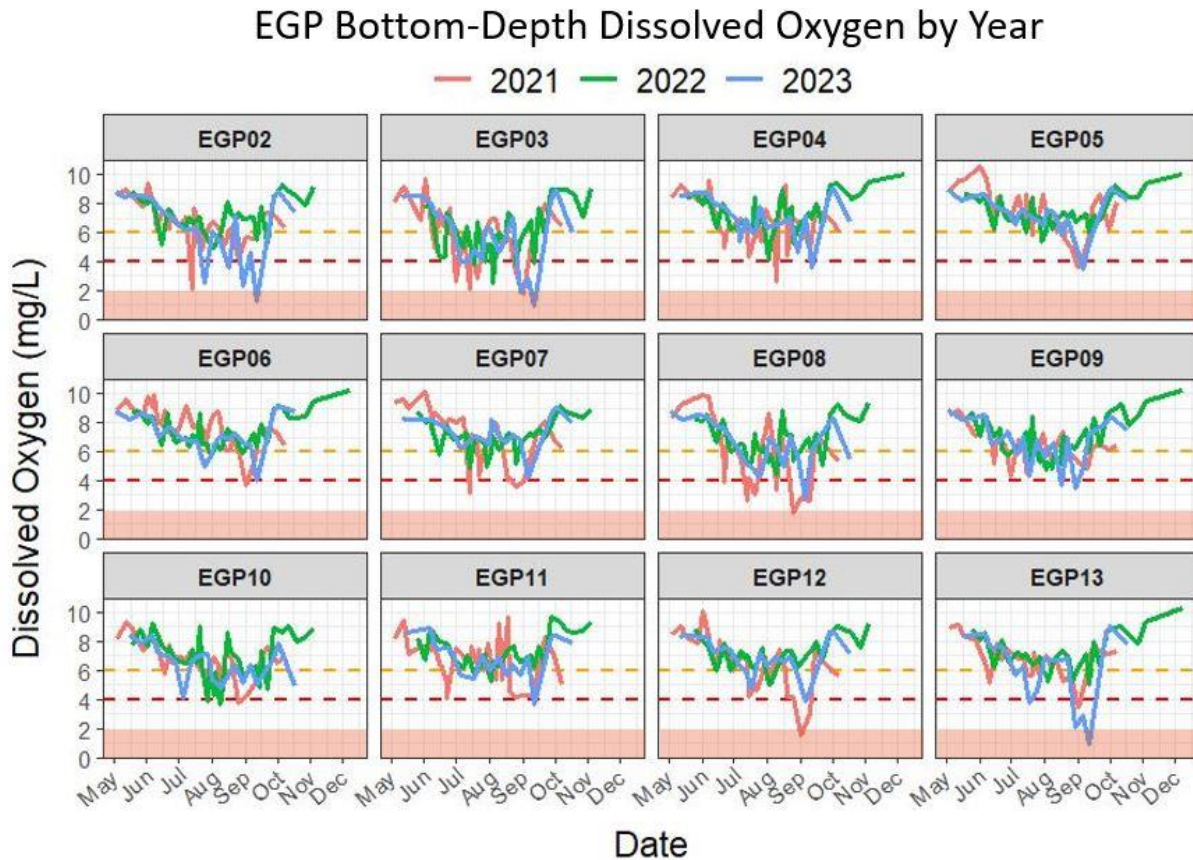 EGP Bottom-Depth Dissolved Oxygen by Year
2021 2022 2023
EGP02 EGP03 EGP04 EGP05
10
8
6
4
2
0
EGP06 EGP07 EGP08 EGP09
10
8
6
4
2
0
EGP10 EGP11 EGP12 EGP13
10
8
6
4
2
0
Dissolved Oxygen (mg/L)
May Jun Jul Aug Sep Oct Nov Dec May Jun Jul Aug Sep Oct Nov Dec May Jun Jul Aug Sep Oct Nov Dec May Jun Jul Aug Sep Oct Nov Dec
Date